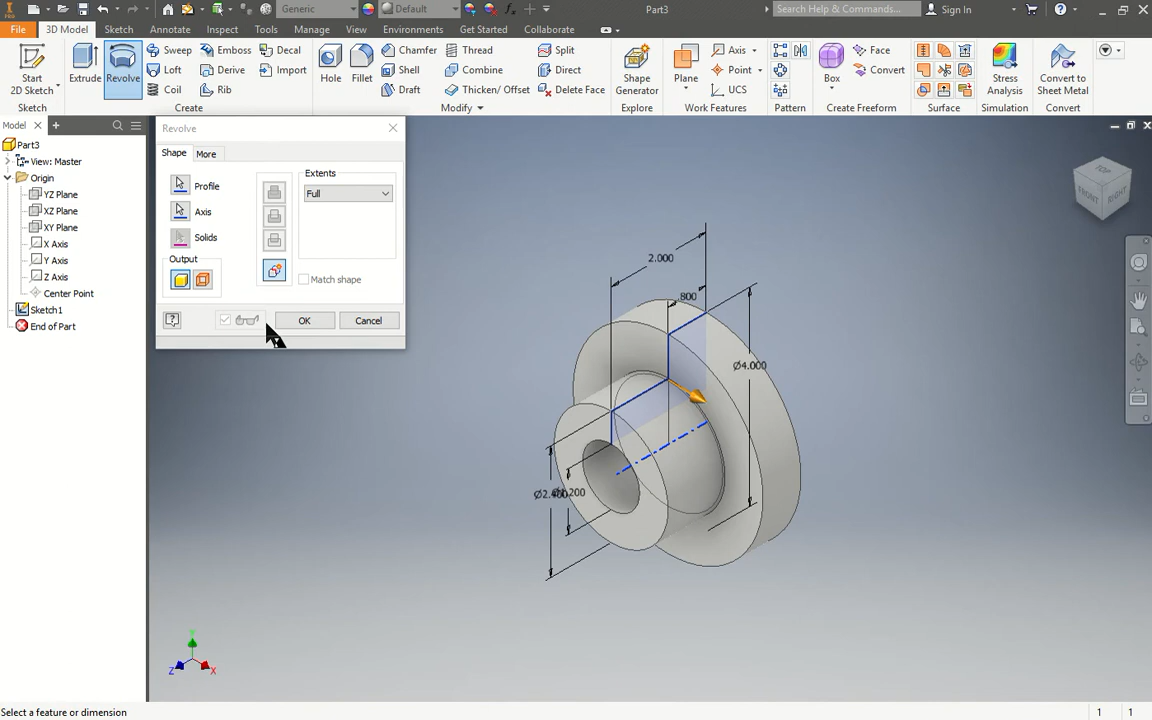 Generic
Default
Part3
Search Help & Commands...
Sign In
File
3D Model
Sketch
Annotate
Inspect
Tools
Manage
View
Environments
Get Started
Collaborate
Start
2D Sketch
Sketch
Extrude
Revolve
Sweep
Loft
Coil
Emboss
Derive
Rib
Decal
Import
Create
Hole
Fillet
Chamfer
Shell
Draft
Thread
Combine
Thicken/ Offset
Split
Direct
Delete Face
Modify
Shape
Generator
Explore
Plane
Axis
Point
UCS
Work Features
Pattern
Box
Face
Convert
Create Freeform
Surface
Stress
Analysis
Simulation
Convert to
Sheet Metal
Convert
Model
Part3
View: Master
Origin
YZ Plane
XZ Plane
XY Plane
X Axis
Y Axis
Z Axis
Center Point
Sketch1
End of Part
Revolve
Shape
More
Profile
Axis
Solids
Output
Extents
Full
Match shape
OK
Cancel
2.000
.800
Ø4.000
FRONT
RIGHT
Y
Z
X
Select a feature or dimension
1
1